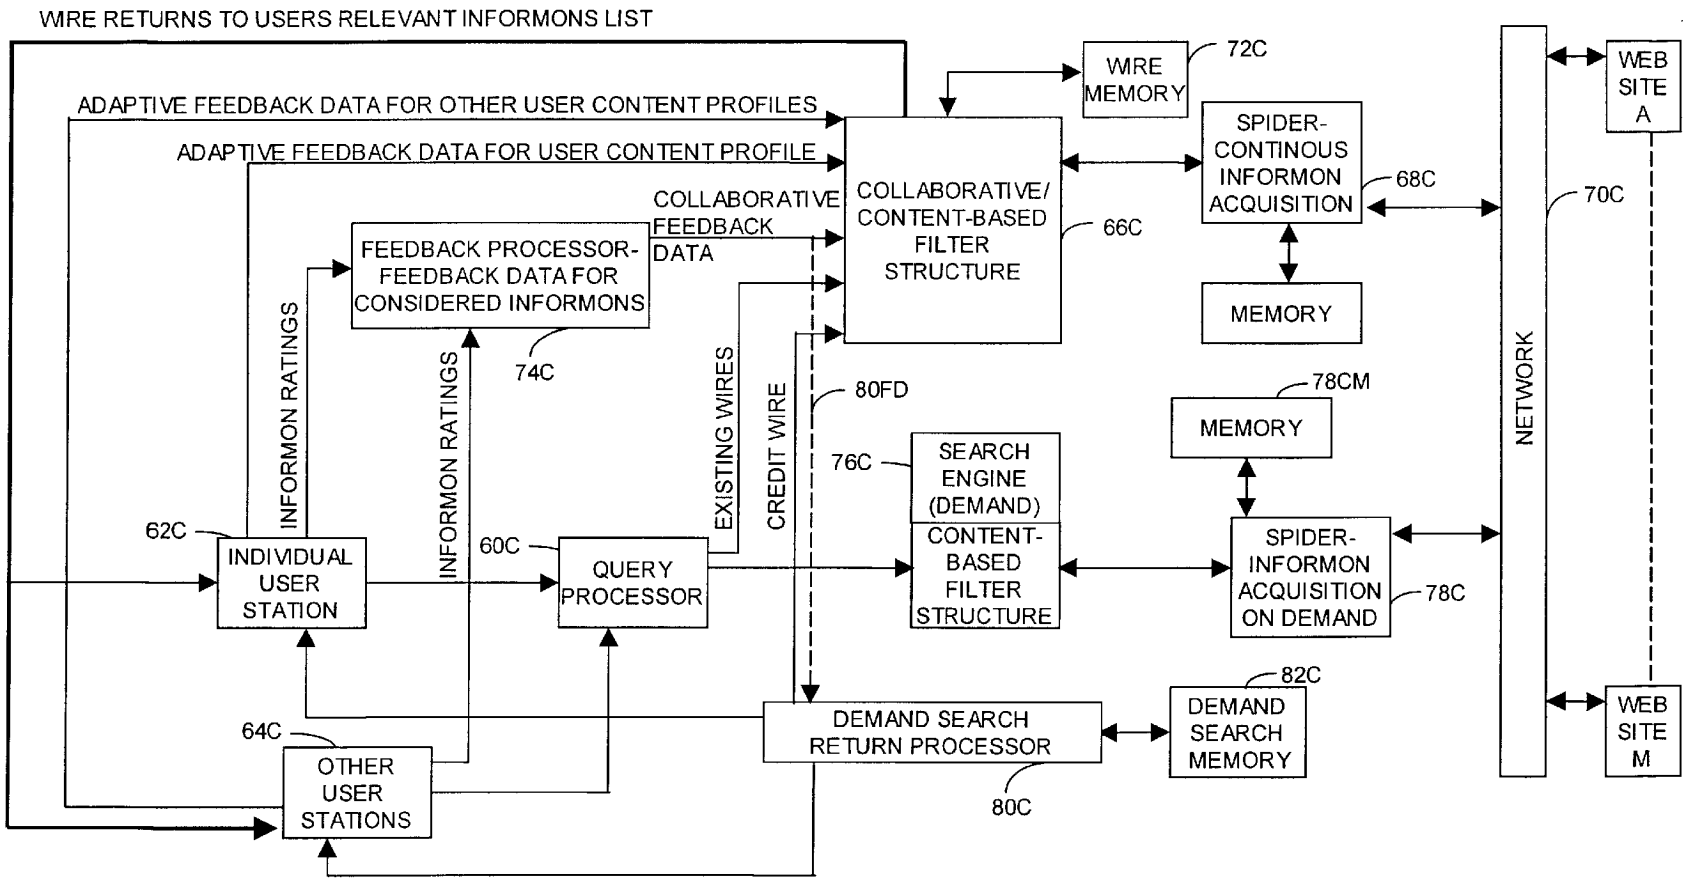 WIRE RETURNS TO USERS RELEVANT INFORMONS LIST
ADAPTIVE FEEDBACK DATA FOR OTHER USER CONTENT PROFILES
ADAPTIVE FEEDBACK DATA FOR USER CONTENT PROFILE
COLLABORATIVE
FEEDBACK
DATA
FEEDBACK PROCESSOR-
FEEDBACK DATA FOR
CONSIDERED INFORMONS
74C
COLLABORATIVE/
CONTENT-BASED
FILTER
STRUCTURE
66C
WIRE
MEMORY
72C
SPIDER-
CONTINOUS
INFORMON
ACQUISITION
68C
MEMORY
NETWORK
70C
WEB
SITE
A
WEB
SITE
M
INFORMON RATINGS
INFORMON RATINGS
EXISTING WIRES
CREDIT WIRE
80FD
78CM
MEMORY
76C
SEARCH
ENGINE
(DEMAND)
CONTENT-
BASED
FILTER
STRUCTURE
SPIDER-
INFORMON
ACQUISITION
ON DEMAND
78C
62C
INDIVIDUAL
USER
STATION
60C
QUERY
PROCESSOR
64C
OTHER
USER
STATIONS
DEMAND SEARCH
RETURN PROCESSOR
80C
82C
DEMAND
SEARCH
MEMORY